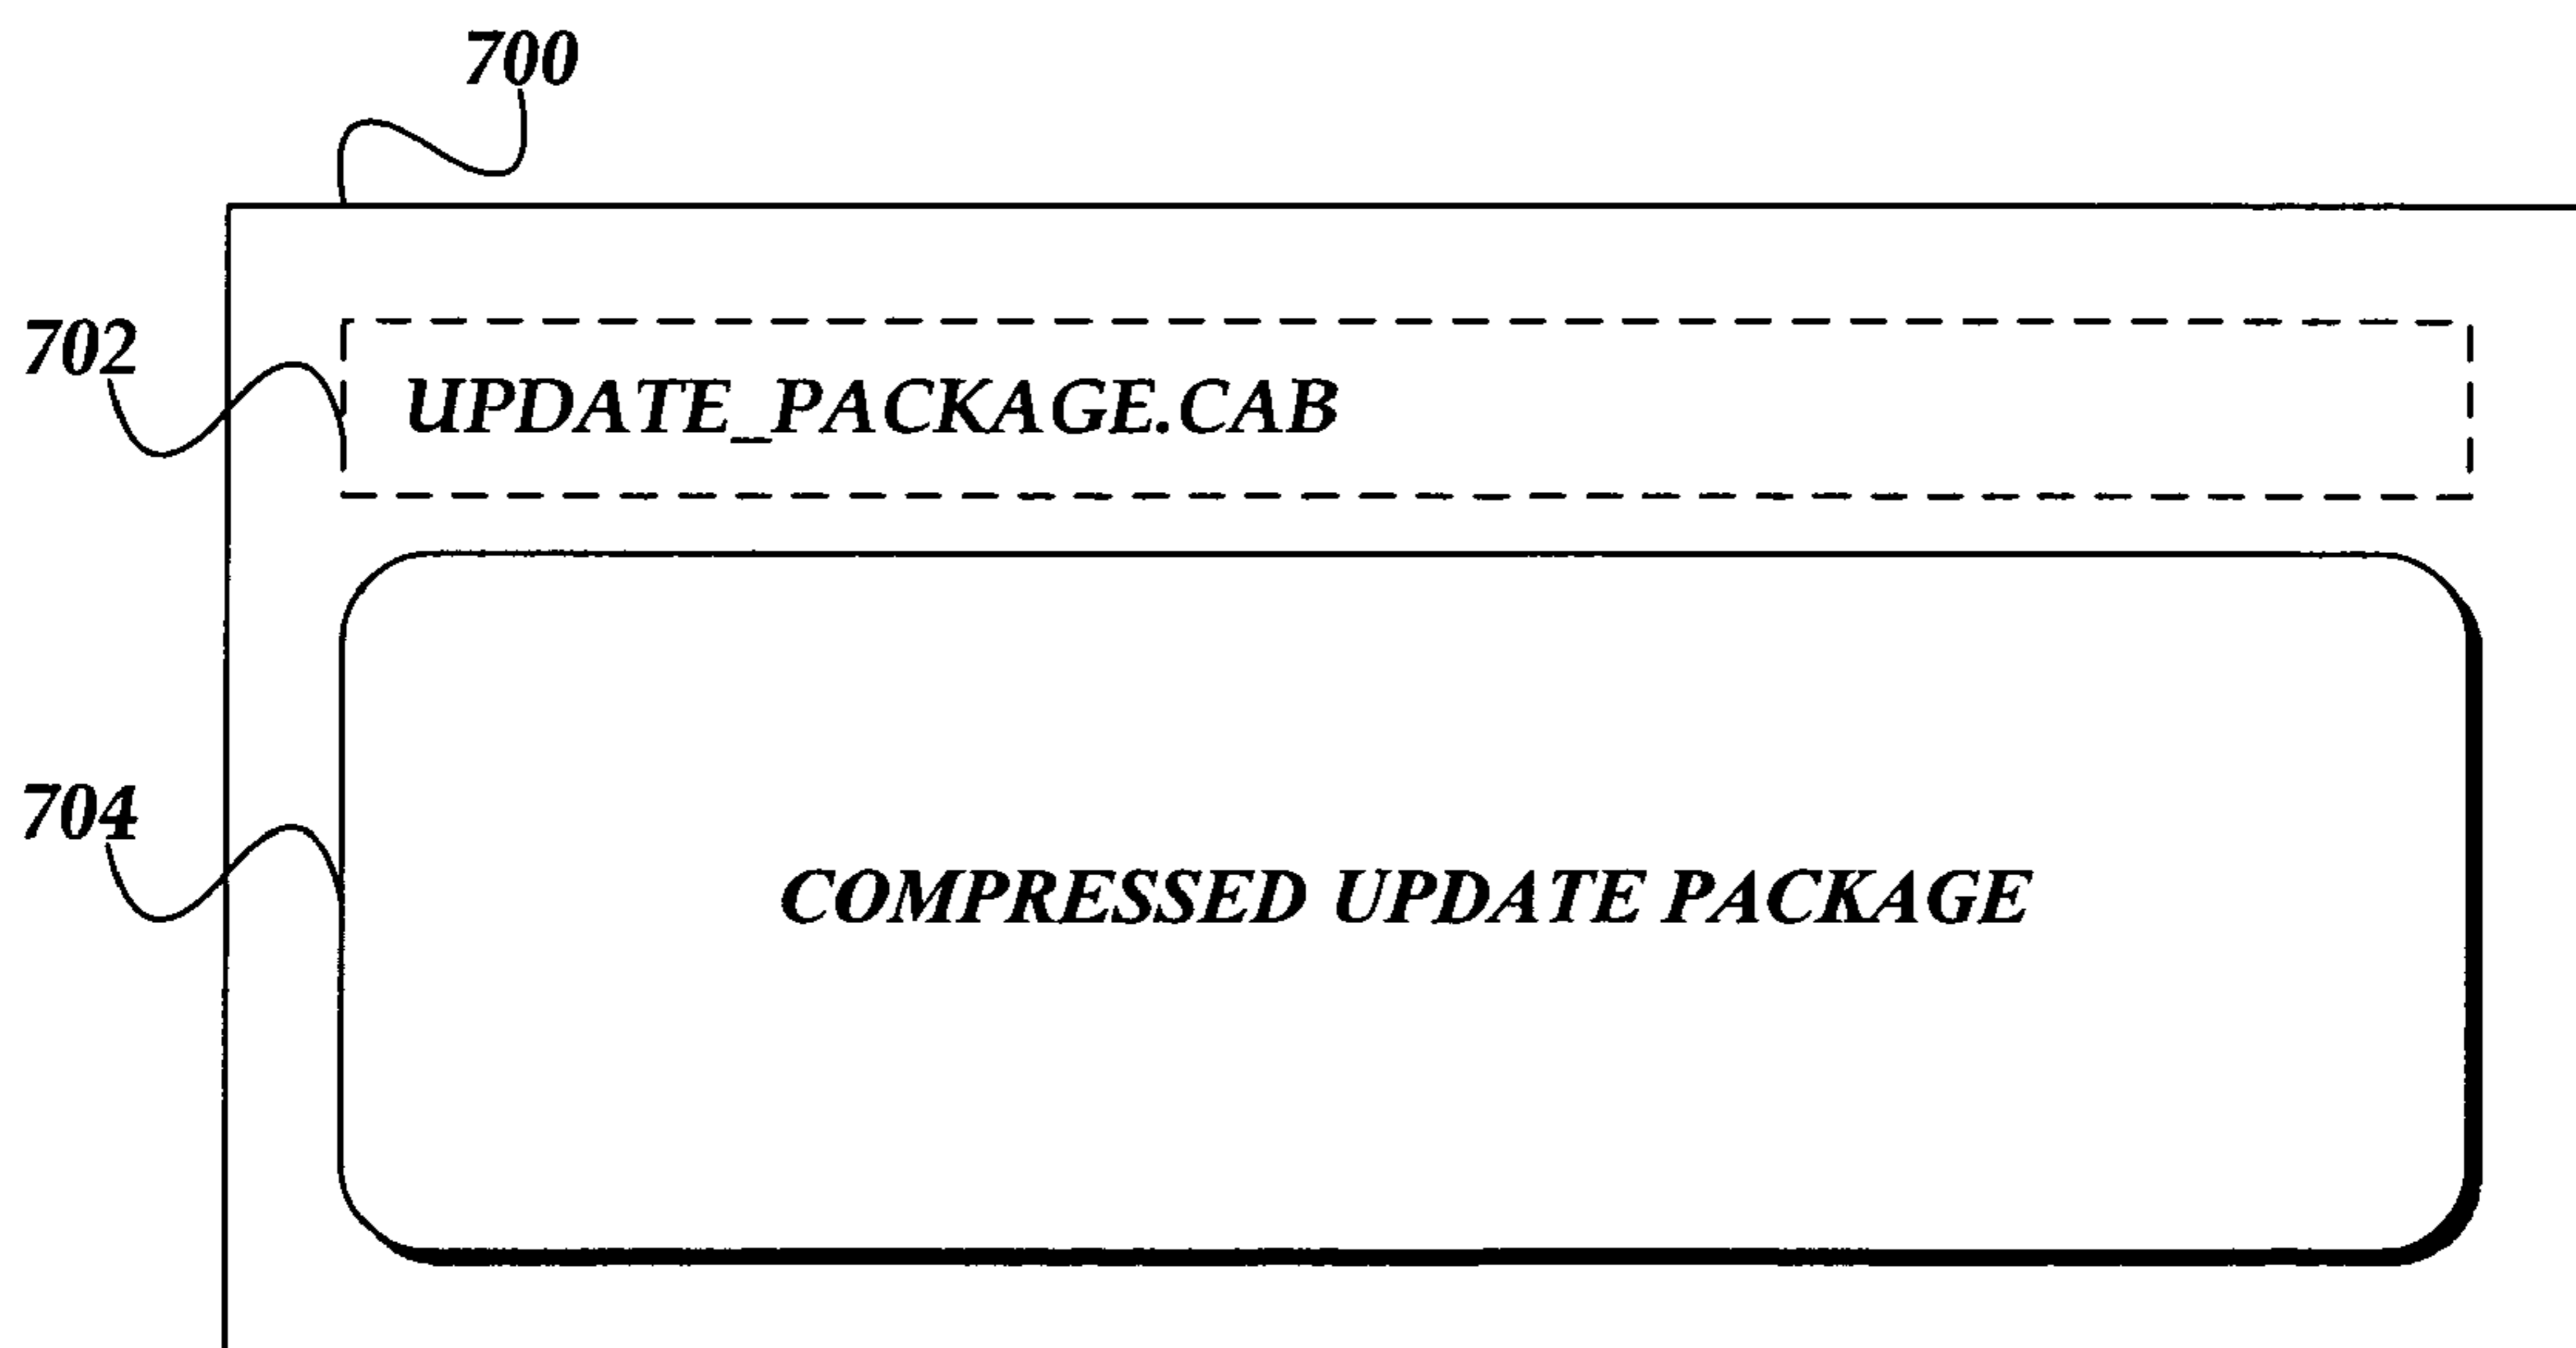 700
702
UPDATE_PACKAGE.CAB
704
COMPRESSED UPDATE PACKAGE